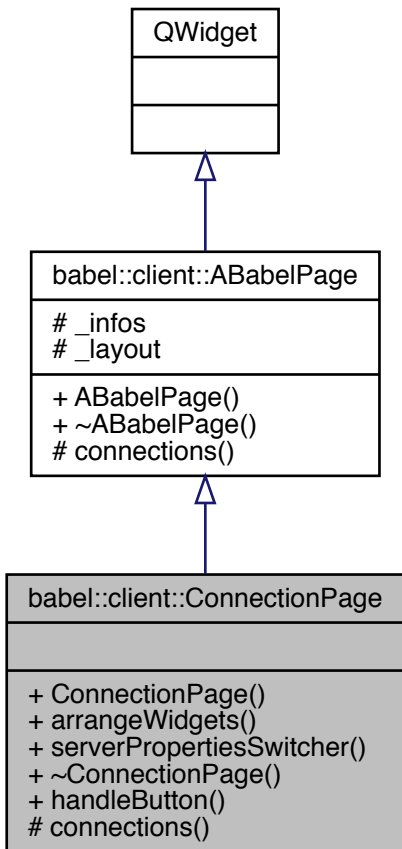 QWidget
babel::client::ABabelPage
# _infos
# _layout
+ ABabelPage()
+ ~ABabelPage()
# connections()
babel::client::ConnectionPage
+ ConnectionPage()
+ arrangeWidgets()
+ serverPropertiesSwitcher()
+ ~ConnectionPage()
+ handleButton()
# connections()